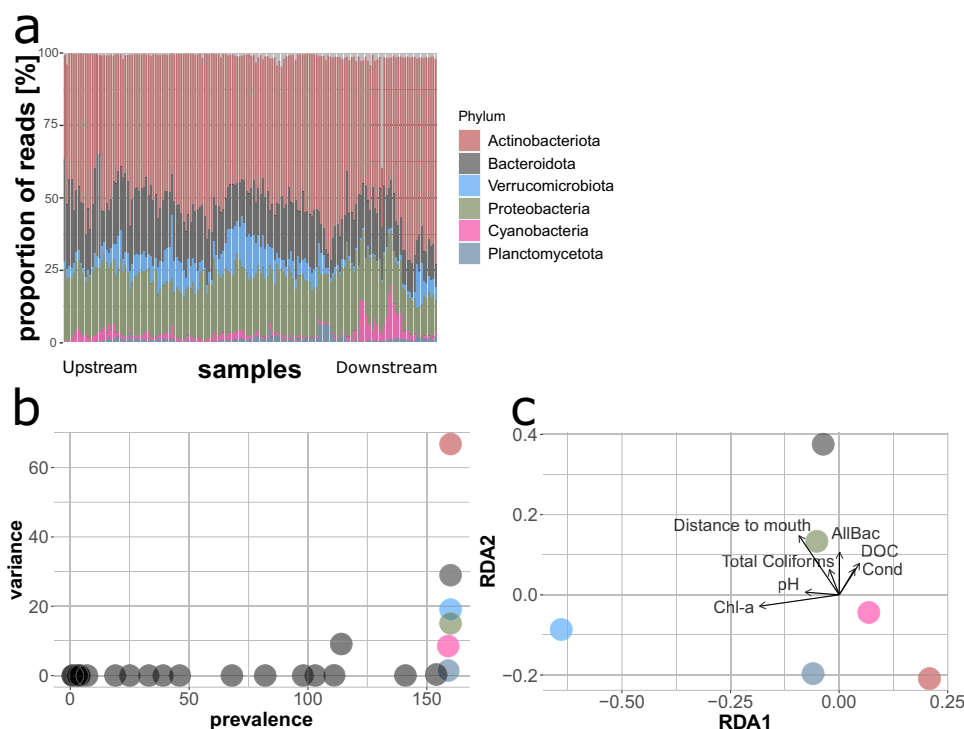 a
proportion of reads [%]
100
75
50
25
0
Upstream
samples
Downstream
Phylum
Actinobacteriota
Bacteroidota
Verrucomicrobiota
Proteobacteria
Cyanobacteria
Planctomycetota
b
variance
60
40
20
0
0
50
100
150
prevalence
c
RDA2
0.4
0.2
0.0
−0.2
Distance to mouth
AllBac
DOC
Total Coliforms
Cond
pH
Chl-a
−0.50
−0.25
0.00
0.25
RDA1